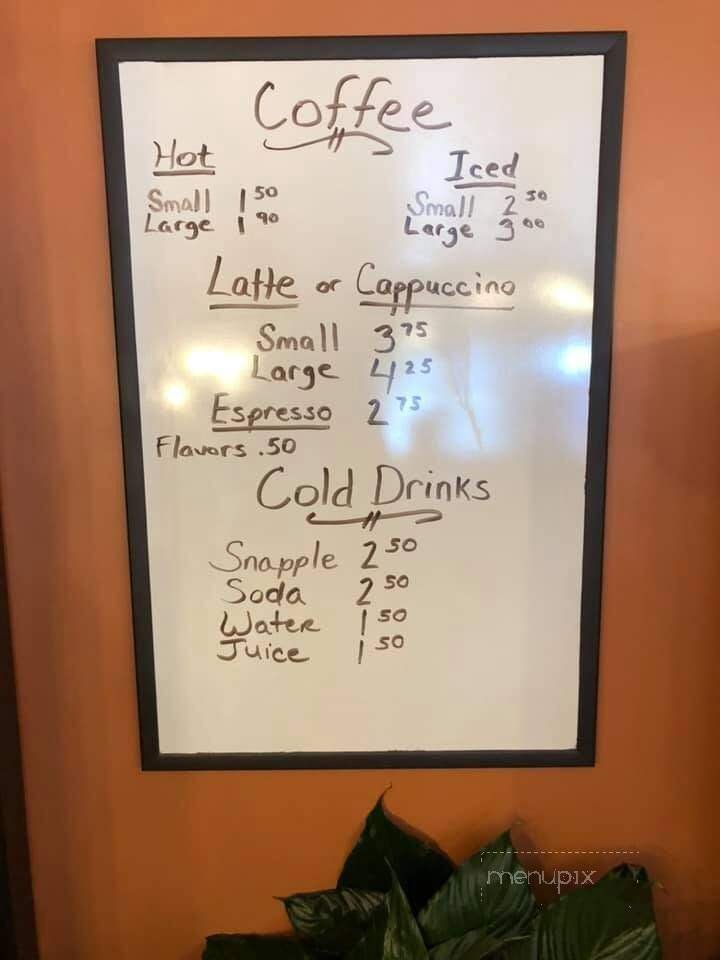 Coffee
Hot
Small 1 50
Large 1 90
Iced
Small 2 50
Large 3 00
Latte or Cappuccino
Small 3 75
Large 4 25
Espresso 2 75
Flavors .50
Cold Drinks
Snapple 2 50
Soda 2 50
Water 1 50
Juice 1 50
menupix